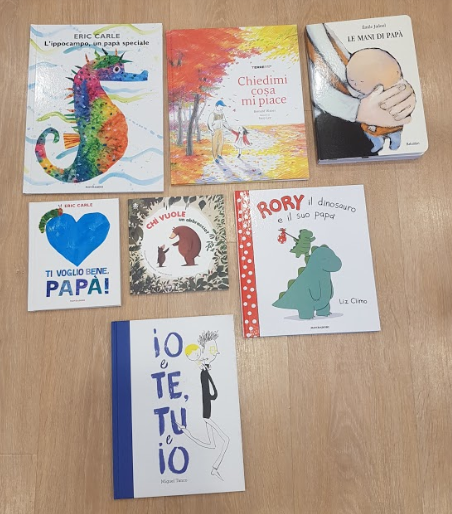 ERIC CARLE
L'ippocampo, un papà speciale
Chiedimi
cosa
mi piace
Émile Jadoul
LE MANI DI PAPÀ
ERIC CARLE
TI VOGLIO BENE,
PAPÀ!
CHI VUOLE
un abbraccio?
RORY il dinosauro
e il suo papà
Liz Climo
iO
e
TE,
TU
e
iO
Miguel Tanco